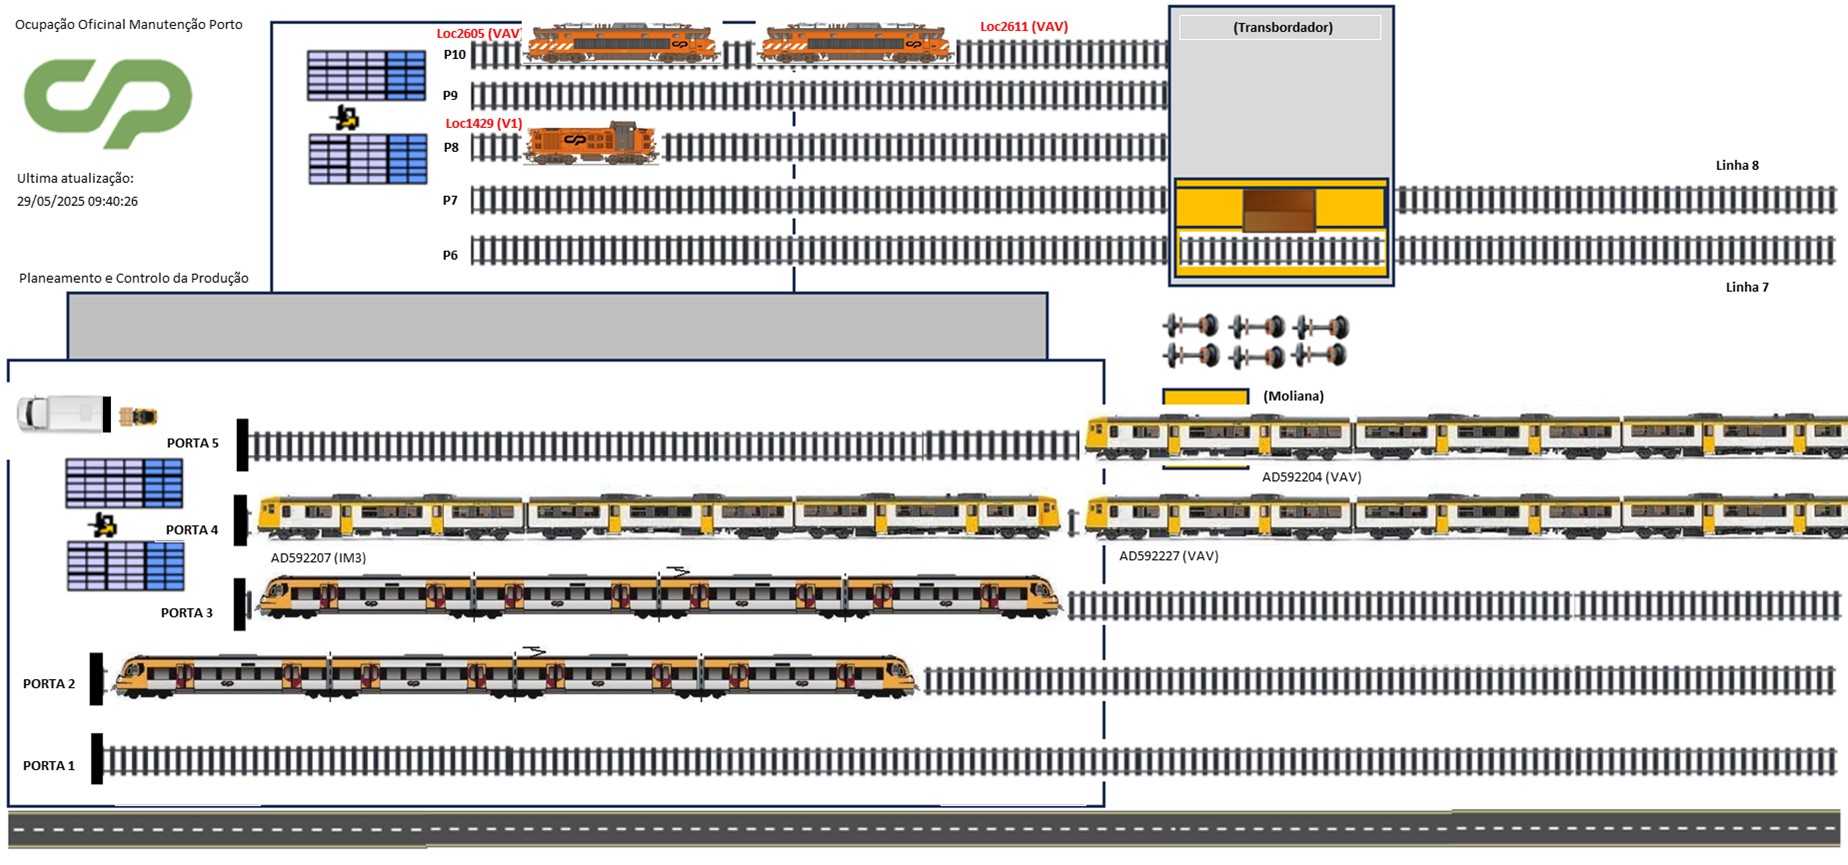 Ocupação Oficinal Manutenção Porto
Ultima atualização:
29/05/2025 09:40:26
Planeamento e Controlo da Produção
Loc2605 (VAV)
Loc2611 (VAV)
(Transbordador)
P10
P9
Loc1429 (V1)
P8
P7
P6
Linha 8
Linha 7
(Moliana)
PORTA 5
AD592204 (VAV)
PORTA 4
AD592207 (IM3)
AD592227 (VAV)
PORTA 3
PORTA 2
PORTA 1